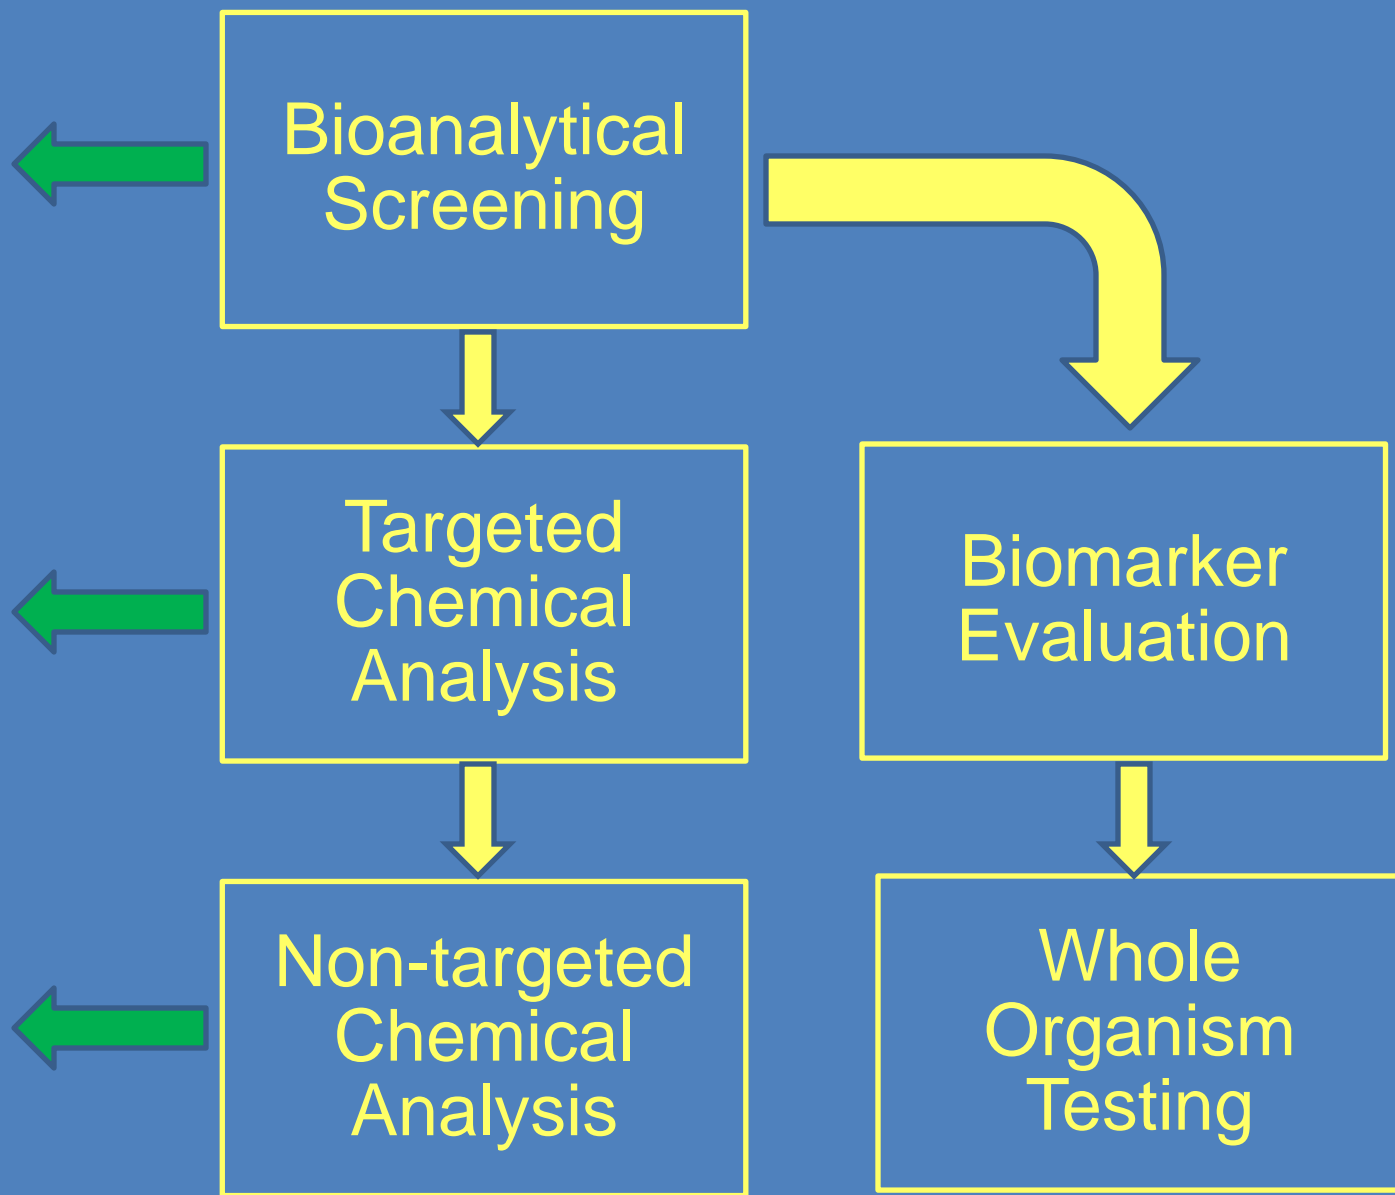 Bioanalytical
Screening
Targeted
Chemical
Analysis
Biomarker
Evaluation
Non-targeted
Chemical
Analysis
Whole
Organism
Testing